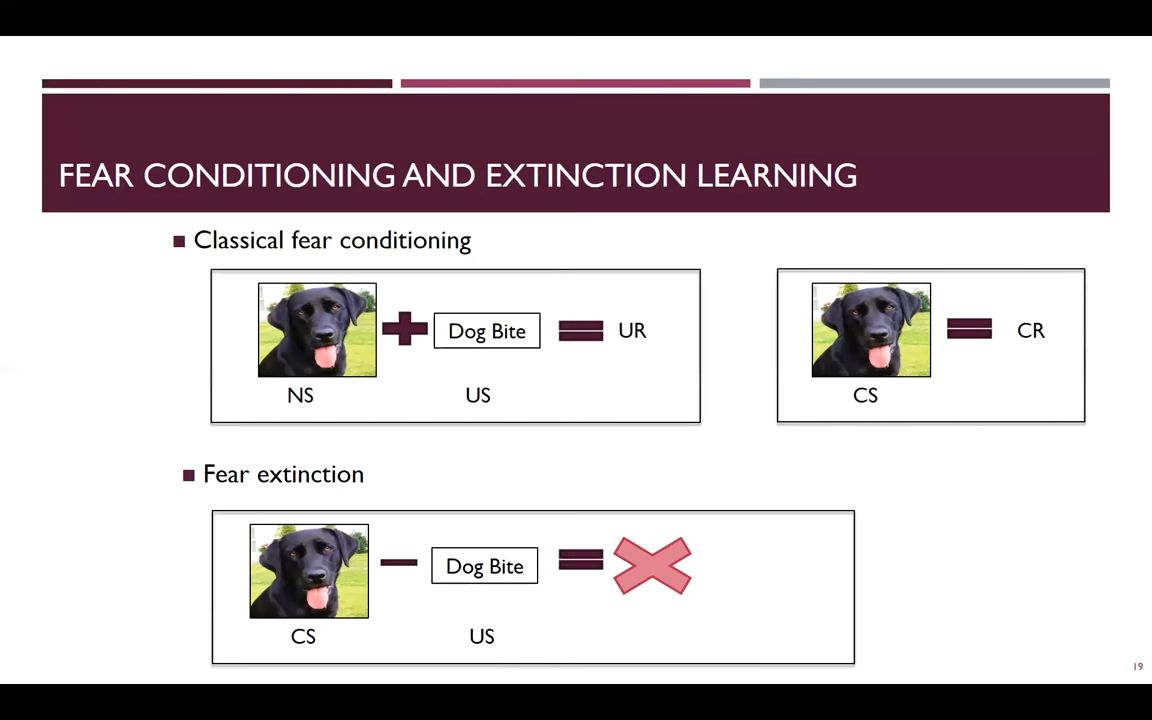 FEAR CONDITIONING AND EXTINCTION LEARNING
Classical fear conditioning
Dog Bite
UR
CR
NS
US
CS
Fear extinction
Dog Bite
CS
US
19